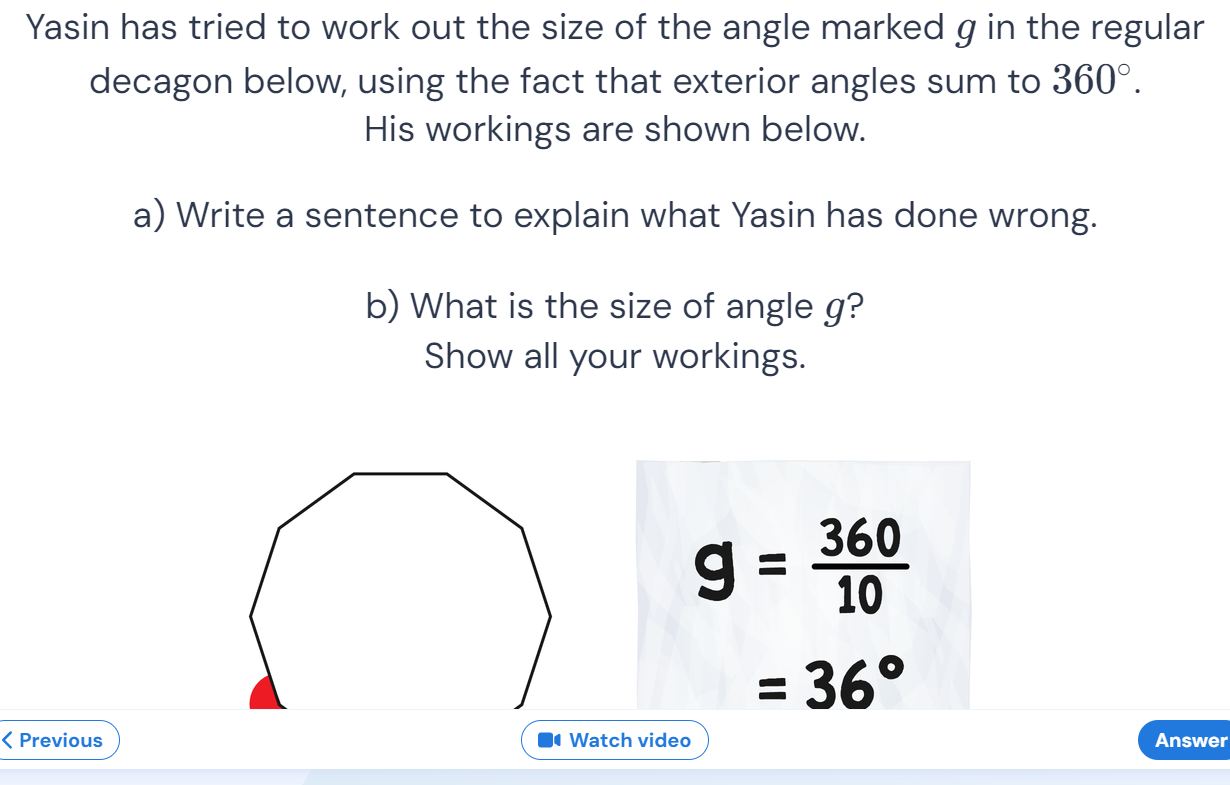 Yasin has tried to work out the size of the angle marked g in the regular
decagon below, using the fact that exterior angles sum to 360°.
His workings are shown below.
a) Write a sentence to explain what Yasin has done wrong.
b) What is the size of angle g?
Show all your workings.
g = 360/10
= 36°
Previous
Watch video
Answer